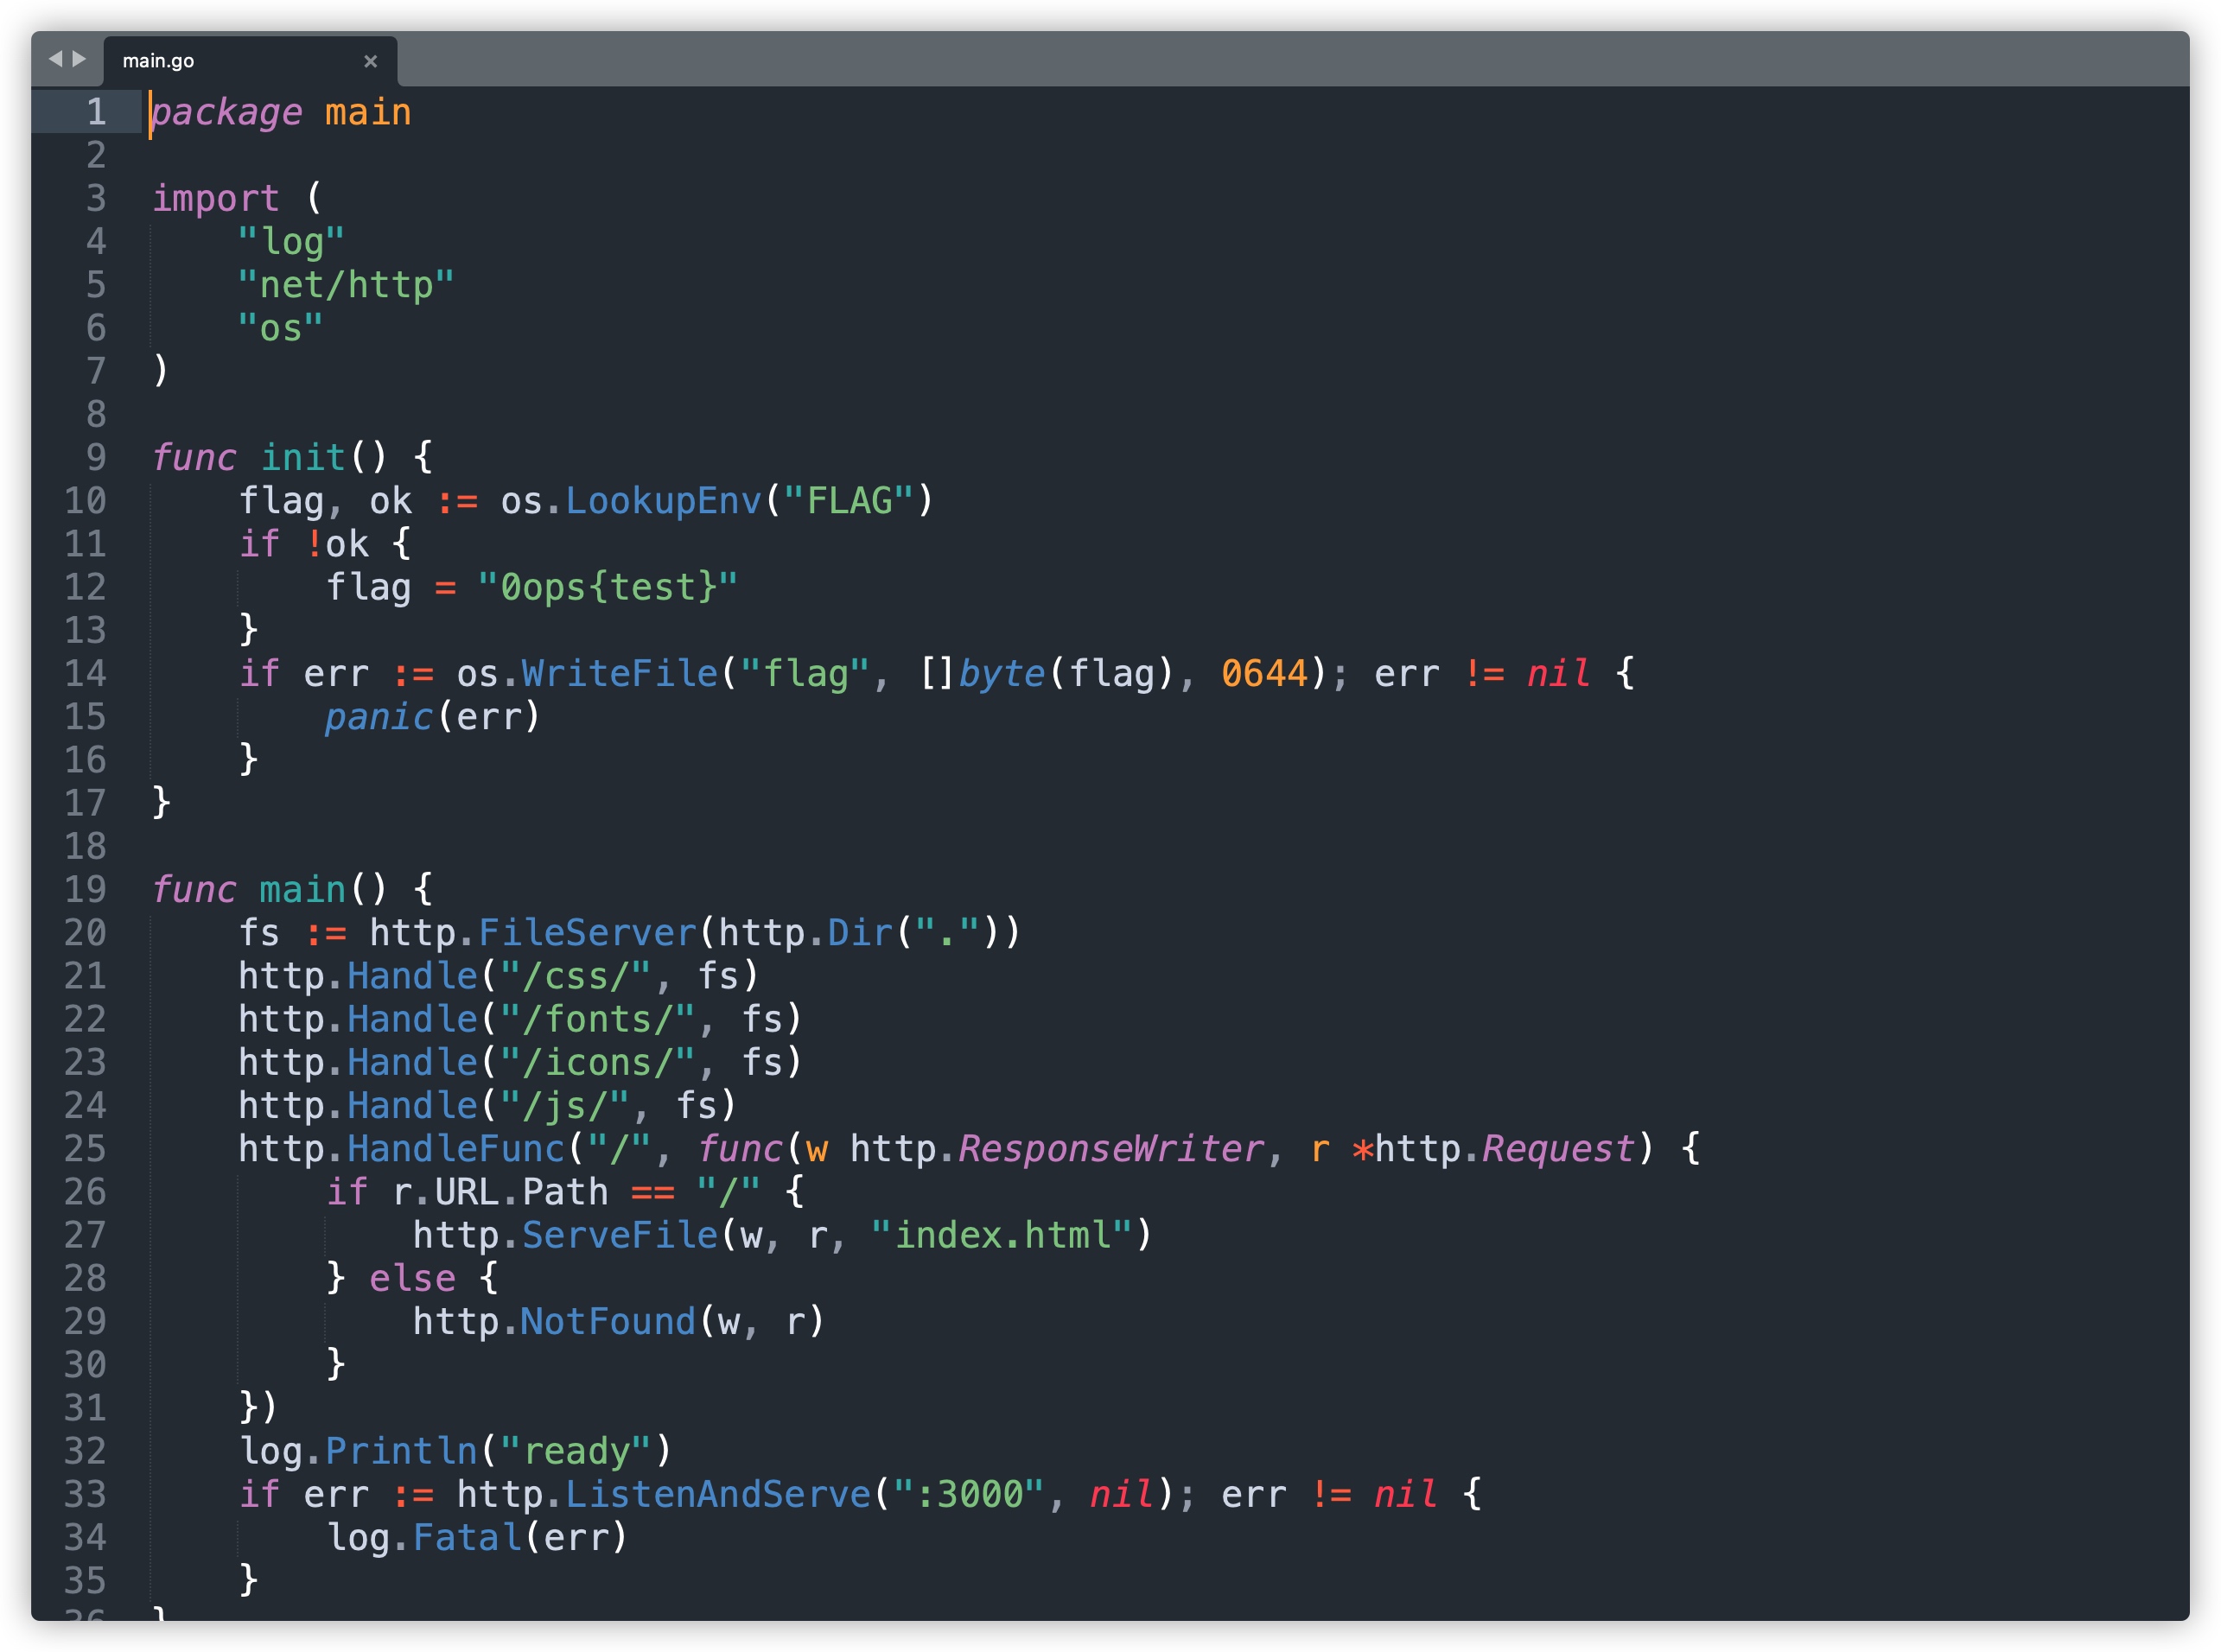 main.go ×
1 package main
2
3 import (
4     "log"
5     "net/http"
6     "os"
7 )
8
9 func init() {
10     flag, ok := os.LookupEnv("FLAG")
11     if !ok {
12         flag = "0ops{test}"
13     }
14     if err := os.WriteFile("flag", []byte(flag), 0644); err != nil {
15         panic(err)
16     }
17 }
18
19 func main() {
20     fs := http.FileServer(http.Dir("."))
21     http.Handle("/css/", fs)
22     http.Handle("/fonts/", fs)
23     http.Handle("/icons/", fs)
24     http.Handle("/js/", fs)
25     http.HandleFunc("/", func(w http.ResponseWriter, r *http.Request) {
26         if r.URL.Path == "/" {
27             http.ServeFile(w, r, "index.html")
28         } else {
29             http.NotFound(w, r)
30         }
31     })
32     log.Println("ready")
33     if err := http.ListenAndServe(":3000", nil); err != nil {
34         log.Fatal(err)
35     }
36 }